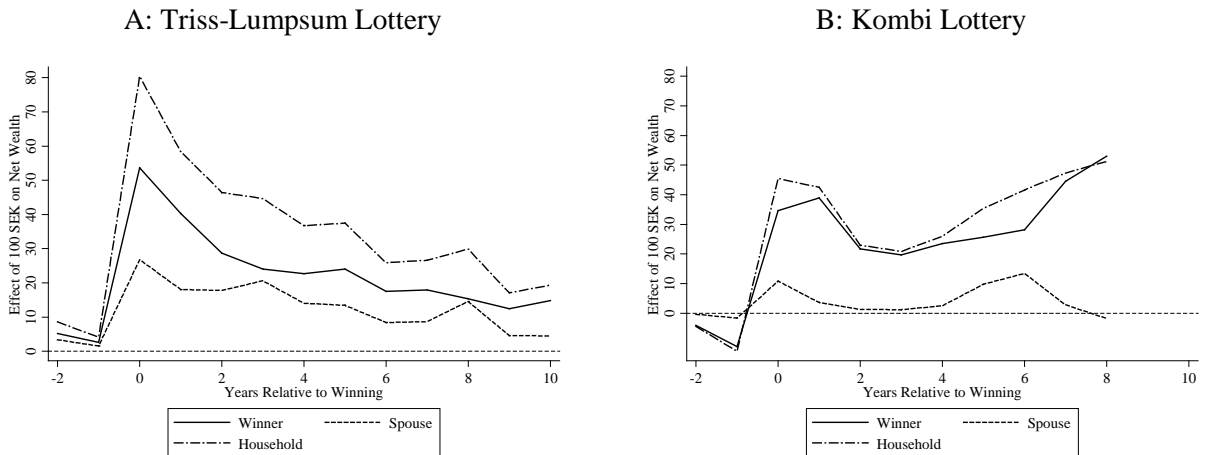 A: Triss-Lumpsum Lottery
Effect of 100 SEK on Net Wealth
80
70
60
50
40
30
20
10
0
-2 0 2 4 6 8 10
Years Relative to Winning
Winner Spouse
Household
B: Kombi Lottery
Effect of 100 SEK on Net Wealth
80
70
60
50
40
30
20
10
0
-2 0 2 4 6 8 10
Years Relative to Winning
Winner Spouse
Household